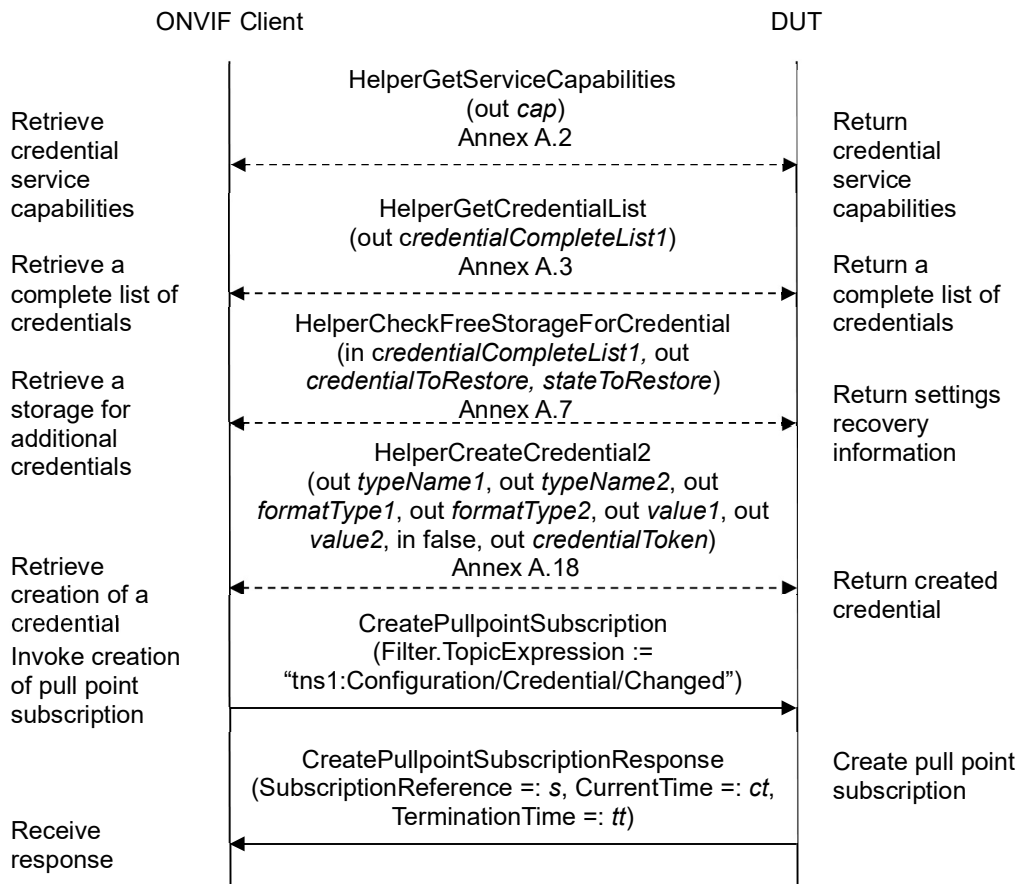 ONVIF Client
DUT
HelperGetServiceCapabilities
(out cap)
Annex A.2
Retrieve
credential
service
capabilities
Return
credential
service
capabilities
HelperGetCredentialList
(out credentialCompleteList1)
Annex A.3
Retrieve a
complete list of
credentials
Return a
complete list of
credentials
HelperCheckFreeStorageForCredential
(in credentialCompleteList1, out
credentialToRestore, stateToRestore)
Annex A.7
Retrieve a
storage for
additional
credentials
Return settings
recovery
information
HelperCreateCredential2
(out typeName1, out typeName2, out
formatType1, out formatType2, out value1, out
value2, in false, out credentialToken)
Annex A.18
Retrieve
creation of a
credential
Return created
credential
CreatePullpointSubscription
(Filter.TopicExpression :=
“tns1:Configuration/Credential/Changed”)
Invoke creation
of pull point
subscription
CreatePullpointSubscriptionResponse
(SubscriptionReference =: s, CurrentTime =: ct,
TerminationTime =: tt)
Create pull point
subscription
Receive
response